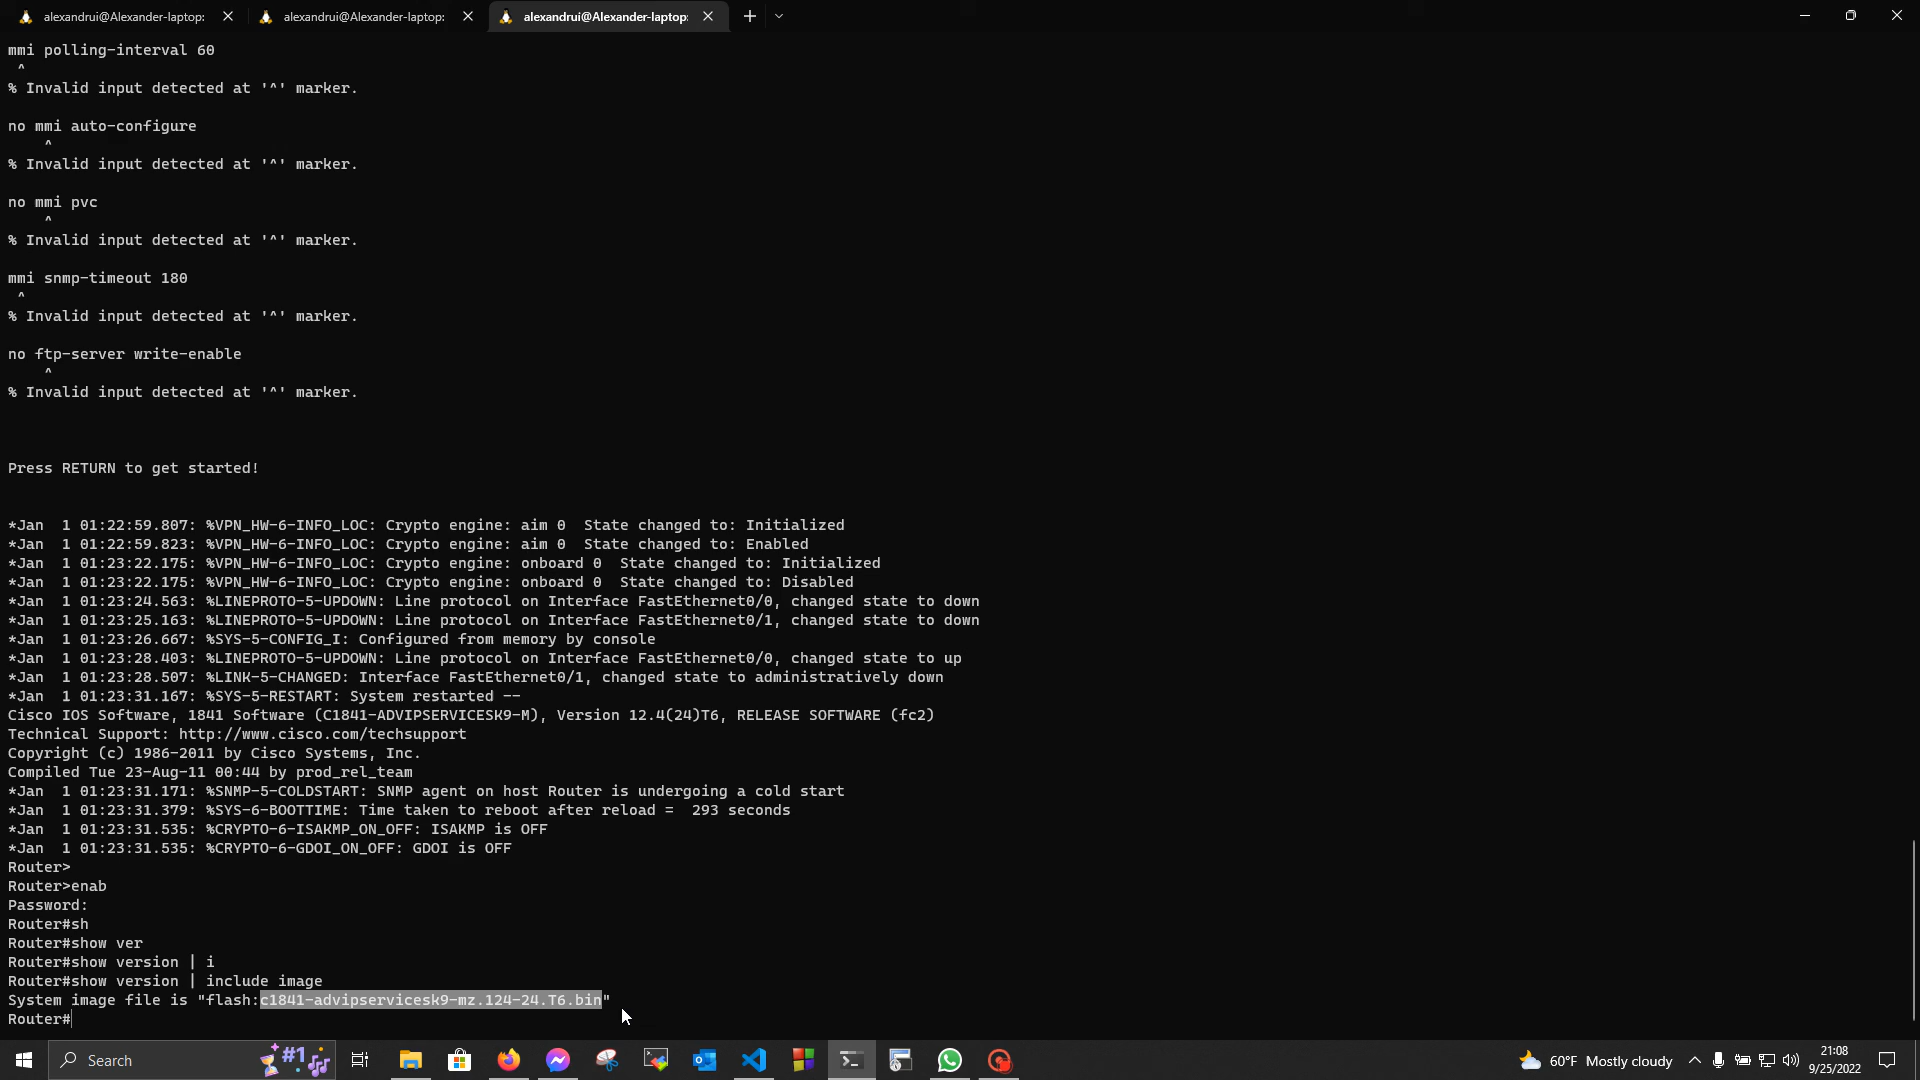 alexandrui@Alexander-laptop: alexandrui@Alexander-laptop: alexandrui@Alexander-laptop:
mmi polling-interval 60
^
% Invalid input detected at '^' marker.
no mmi auto-configure
^
% Invalid input detected at '^' marker.
no mmi pvc
^
% Invalid input detected at '^' marker.
mmi snmp-timeout 180
^
% Invalid input detected at '^' marker.
no ftp-server write-enable
^
% Invalid input detected at '^' marker.
Press RETURN to get started!
*Jan  1 01:22:59.807: %VPN_HW-6-INFO_LOC: Crypto engine: aim 0  State changed to: Initialized
*Jan  1 01:22:59.823: %VPN_HW-6-INFO_LOC: Crypto engine: aim 0  State changed to: Enabled
*Jan  1 01:23:22.175: %VPN_HW-6-INFO_LOC: Crypto engine: onboard 0  State changed to: Initialized
*Jan  1 01:23:22.175: %VPN_HW-6-INFO_LOC: Crypto engine: onboard 0  State changed to: Disabled
*Jan  1 01:23:24.563: %LINEPROTO-5-UPDOWN: Line protocol on Interface FastEthernet0/0, changed state to down
*Jan  1 01:23:25.163: %LINEPROTO-5-UPDOWN: Line protocol on Interface FastEthernet0/1, changed state to down
*Jan  1 01:23:26.667: %SYS-5-CONFIG_I: Configured from memory by console
*Jan  1 01:23:28.403: %LINEPROTO-5-UPDOWN: Line protocol on Interface FastEthernet0/0, changed state to up
*Jan  1 01:23:28.507: %LINK-5-CHANGED: Interface FastEthernet0/1, changed state to administratively down
*Jan  1 01:23:31.167: %SYS-5-RESTART: System restarted --
Cisco IOS Software, 1841 Software (C1841-ADVIPSERVICESK9-M), Version 12.4(24)T6, RELEASE SOFTWARE (fc2)
Technical Support: http://www.cisco.com/techsupport
Copyright (c) 1986-2011 by Cisco Systems, Inc.
Compiled Tue 23-Aug-11 00:44 by prod_rel_team
*Jan  1 01:23:31.171: %SNMP-5-COLDSTART: SNMP agent on host Router is undergoing a cold start
*Jan  1 01:23:31.379: %SYS-6-BOOTTIME: Time taken to reboot after reload =  293 seconds
*Jan  1 01:23:31.535: %CRYPTO-6-ISAKMP_ON_OFF: ISAKMP is OFF
*Jan  1 01:23:31.535: %CRYPTO-6-GDOI_ON_OFF: GDOI is OFF
Router>
Router>enab
Password:
Router#sh
Router#show ver
Router#show version | i
Router#show version | include image
System image file is "flash:c1841-advipservicesk9-mz.124-24.T6.bin"
Router#
Search #1 60°F Mostly cloudy 21:08
9/25/2022